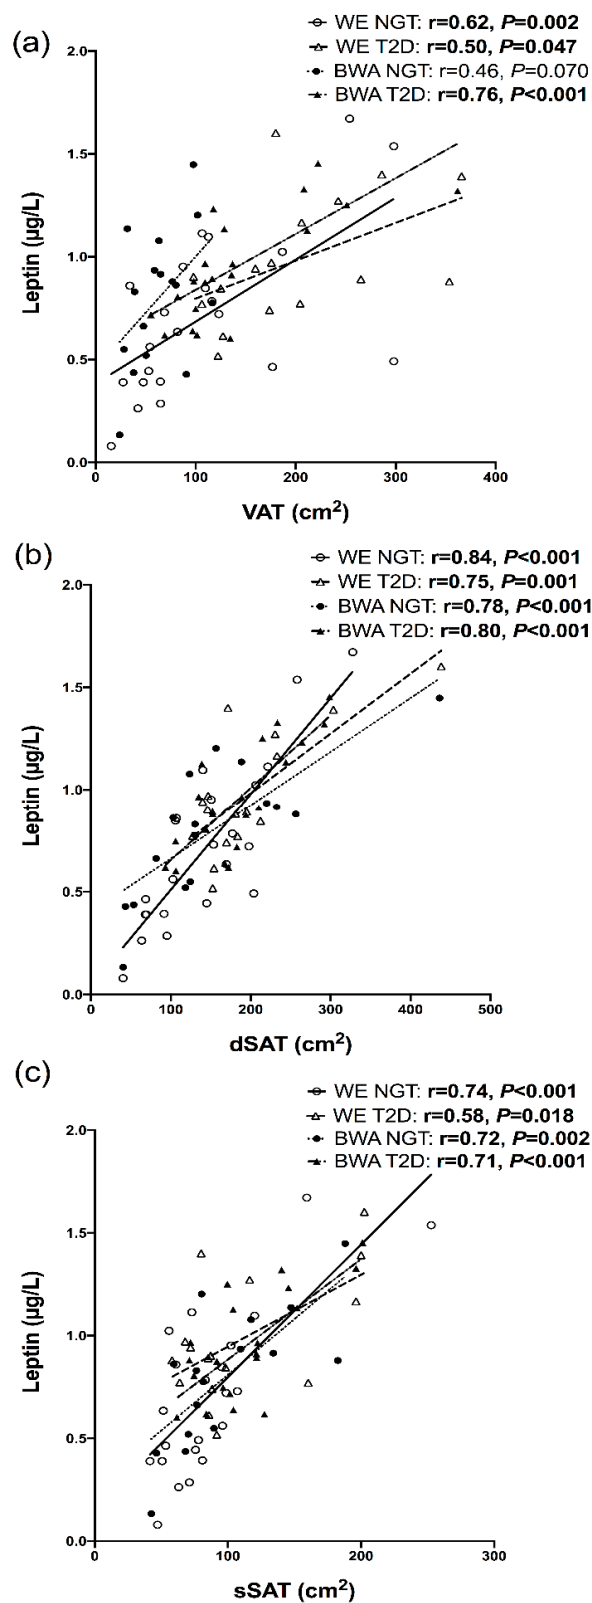 (a)
WE NGT: r=0.62, P=0.002
WE T2D: r=0.50, P=0.047
BWA NGT: r=0.46, P=0.070
BWA T2D: r=0.76, P<0.001
2.0
1.5
1.0
0.5
0.0
Leptin (µg/L)
0 100 200 300 400
VAT (cm2)
(b)
WE NGT: r=0.84, P<0.001
WE T2D: r=0.75, P=0.001
BWA NGT: r=0.78, P<0.001
BWA T2D: r=0.80, P<0.001
2.0
1.5
1.0
0.5
0.0
Leptin (µg/L)
0 100 200 300 400 500
dSAT (cm2)
(c)
WE NGT: r=0.74, P<0.001
WE T2D: r=0.58, P=0.018
BWA NGT: r=0.72, P=0.002
BWA T2D: r=0.71, P<0.001
2.0
1.5
1.0
0.5
0.0
Leptin (µg/L)
0 100 200 300
sSAT (cm2)